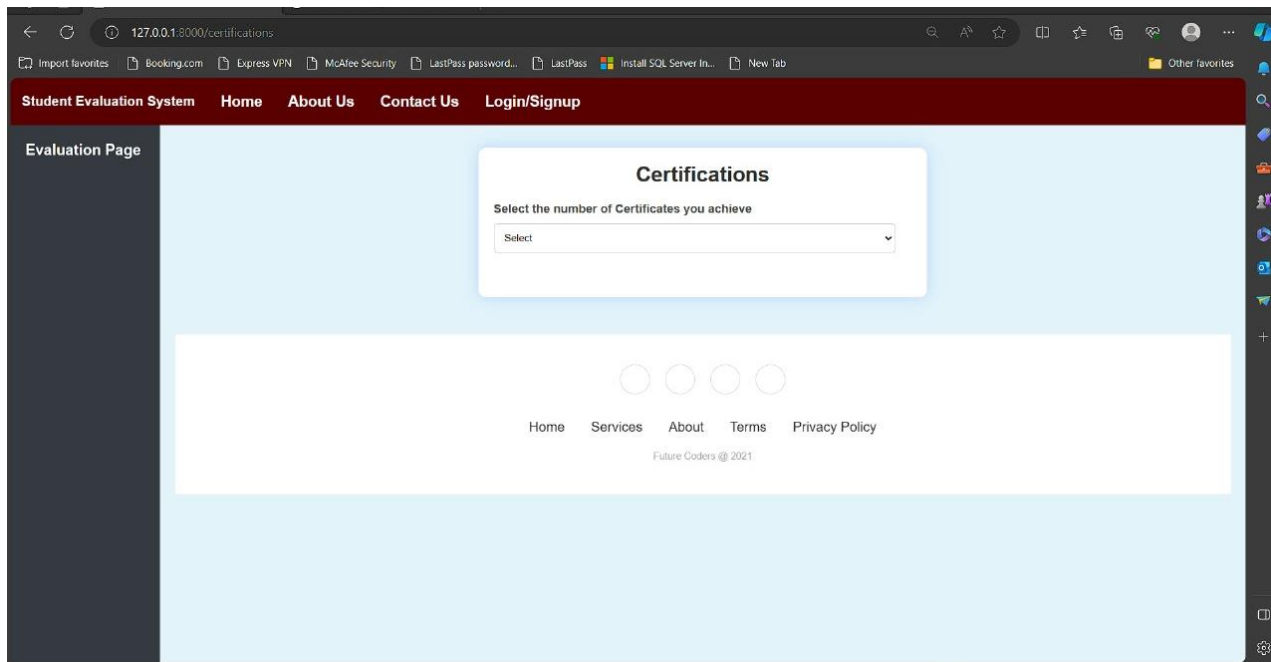 127.0.0.1:8000/certifications
Import favorites Booking.com Express VPN McAfee Security LastPass password... LastPass Install SQL Server In... New Tab Other favorites
Student Evaluation System Home About Us Contact Us Login/Signup
Evaluation Page
Certifications
Select the number of Certificates you achieve
Select
Home Services About Terms Privacy Policy
Future Coders @ 2021